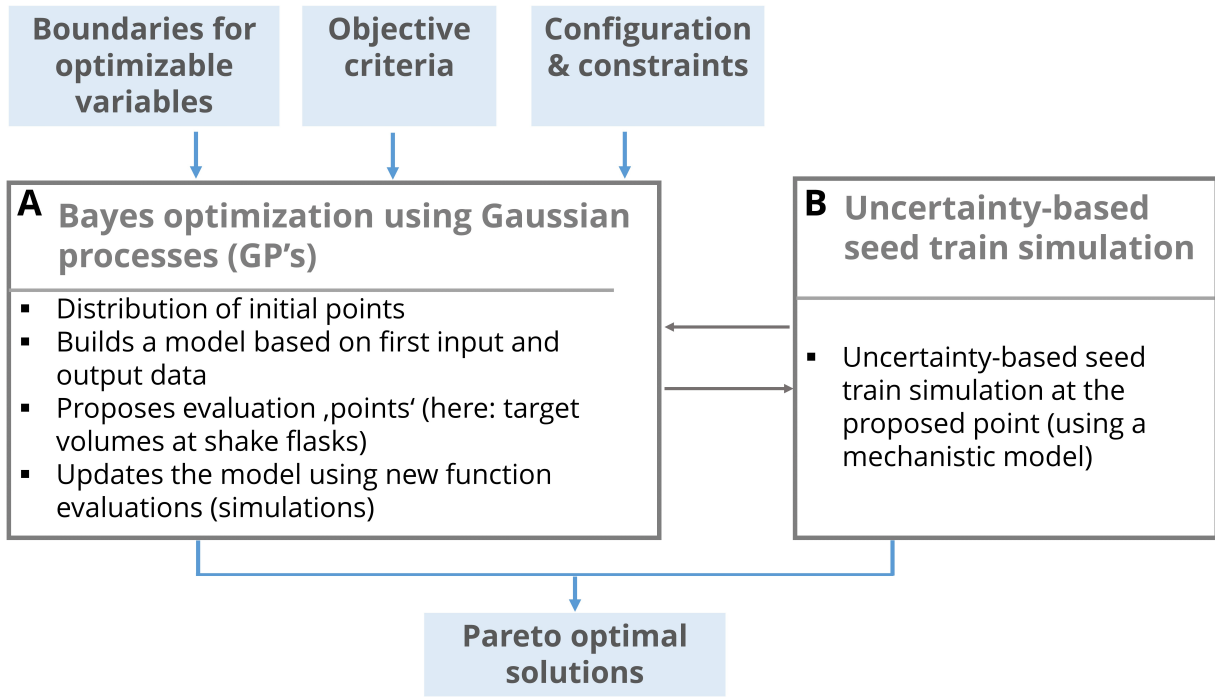 Boundaries for
optimizable
variables
Objective
criteria
Configuration
& constraints
A
Bayes optimization using Gaussian
processes (GP’s)
▪ Distribution of initial points
▪ Builds a model based on first input and
output data
▪ Proposes evaluation ‚points‘ (here: target
volumes at shake flasks)
▪ Updates the model using new function
evaluations (simulations)
B
Uncertainty-based
seed train simulation
▪ Uncertainty-based seed
train simulation at the
proposed point (using a
mechanistic model)
Pareto optimal
solutions